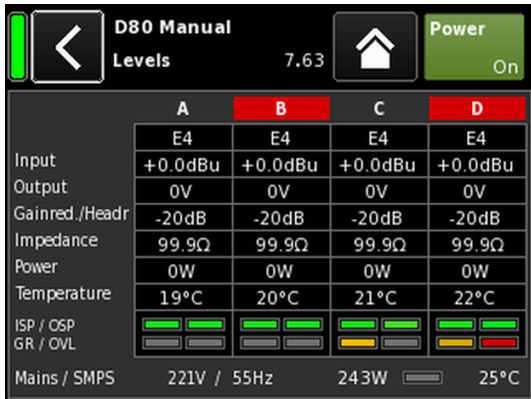 D80 Manual
Levels 7.63
Power
On
A B C D
E4 E4 E4 E4
Input +0.0dBu +0.0dBu +0.0dBu +0.0dBu
Output 0V 0V 0V 0V
Gainred./Headr -20dB -20dB -20dB -20dB
Impedance 99.9Ω 99.9Ω 99.9Ω 99.9Ω
Power 0W 0W 0W 0W
Temperature 19°C 20°C 21°C 22°C
ISP / OSP
GR / OVL
Mains / SMPS 221V / 55Hz 243W 25°C